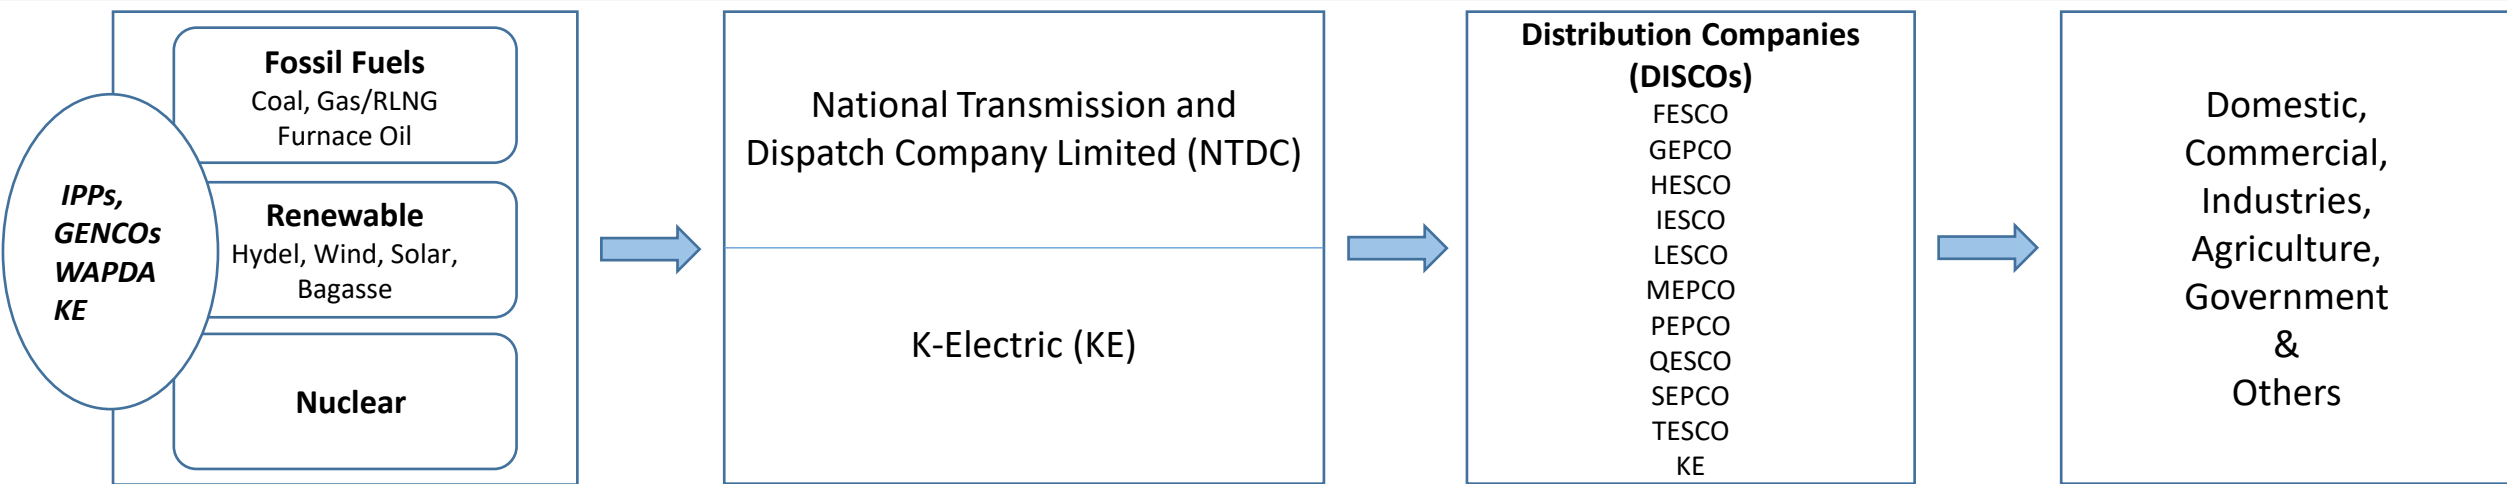 IPPs,
GENCOs
WAPDA
KE
Fossil Fuels
Coal, Gas/RLNG
Furnace Oil
Renewable
Hydel, Wind, Solar,
Bagasse
Nuclear
National Transmission and
Dispatch Company Limited (NTDC)
K-Electric (KE)
Distribution Companies
(DISCOs)
FESCO
GEPCO
HESCO
IESCO
LESCO
MEPCO
PEPCO
QESCO
SEPCO
TESCO
KE
Domestic,
Commercial,
Industries,
Agriculture,
Government
&
Others